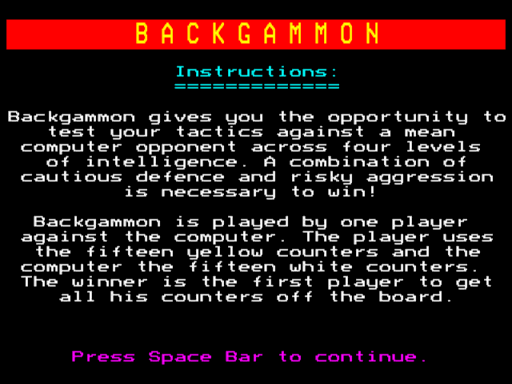 BACKGAMMON
Instructions:
=============
Backgammon gives you the opportunity to
test your tactics against a mean
computer opponent across four levels
of intelligence. A combination of
cautious defence and risky aggression
is necessary to win!
Backgammon is played by one player
against the computer. The player uses
the fifteen yellow counters and the
computer the fifteen white counters.
The winner is the first player to get
all his counters off the board.
Press Space Bar to continue.